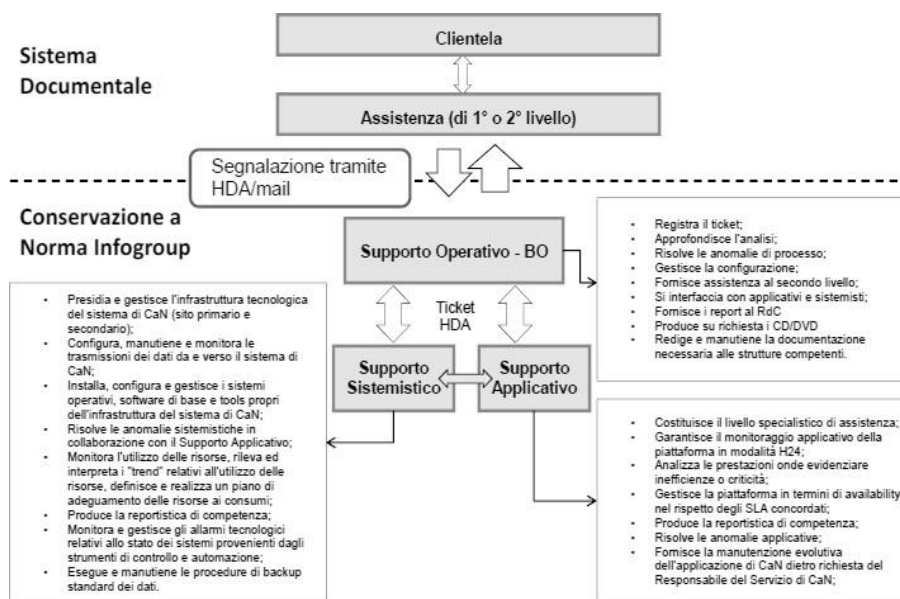 Sistema
Documentale
Clientela
Assistenza (di 1° o 2° livello)
Segnalazione tramite
HDA/mail
Conservazione a
Norma Infogroup
Supporto Operativo - BO
• Registra il ticket;
• Approfondisce l'analisi;
• Risolve le anomalie di processo;
• Gestisce la configurazione;
• Fornisce assistenza al secondo livello;
• Si interfaccia con applicativi e sistemisti;
• Fornisce i report al RdC
• Produce su richiesta i CD/DVD
• Redige e manutiene la documentazione
necessaria alle strutture competenti.
Ticket
HDA
Supporto
Sistemistico
Supporto
Applicativo
• Presidia e gestisce l'infrastruttura tecnologica
del sistema di CaN (sito primario e
secondario);
• Configura, manutiene e monitora le
trasmissioni dei dati da e verso il sistema di
CaN;
• Installa, configura e gestisce i sistemi
operativi, software di base e tools propri
dell'infrastruttura del sistema di CaN;
• Risolve le anomalie sistemistiche in
collaborazione con il Supporto Applicativo;
• Monitora l'utilizzo delle risorse, rileva ed
interpreta i "trend" relativi all'utilizzo delle
risorse, definisce e realizza un piano di
adeguamento delle risorse ai consumi;
• Produce la reportistica di competenza;
• Monitora e gestisce gli allarmi tecnologici
relativi allo stato dei sistemi provenienti dagli
strumenti di controllo e automazione;
• Esegue e manutiene le procedure di backup
standard dei dati.
• Costituisce il livello specialistico di assistenza;
• Garantisce il monitoraggio applicativo della
piattaforma in modalità H24;
• Analizza le prestazioni onde evidenziare
inefficienze o criticità;
• Gestisce la piattaforma in termini di availability
nel rispetto degli SLA concordati;
• Produce la reportistica di competenza;
• Risolve le anomalie applicative;
• Fornisce la manutenzione evolutiva
dell'applicazione di CaN dietro richiesta del
Responsabile del Servizio di CaN;